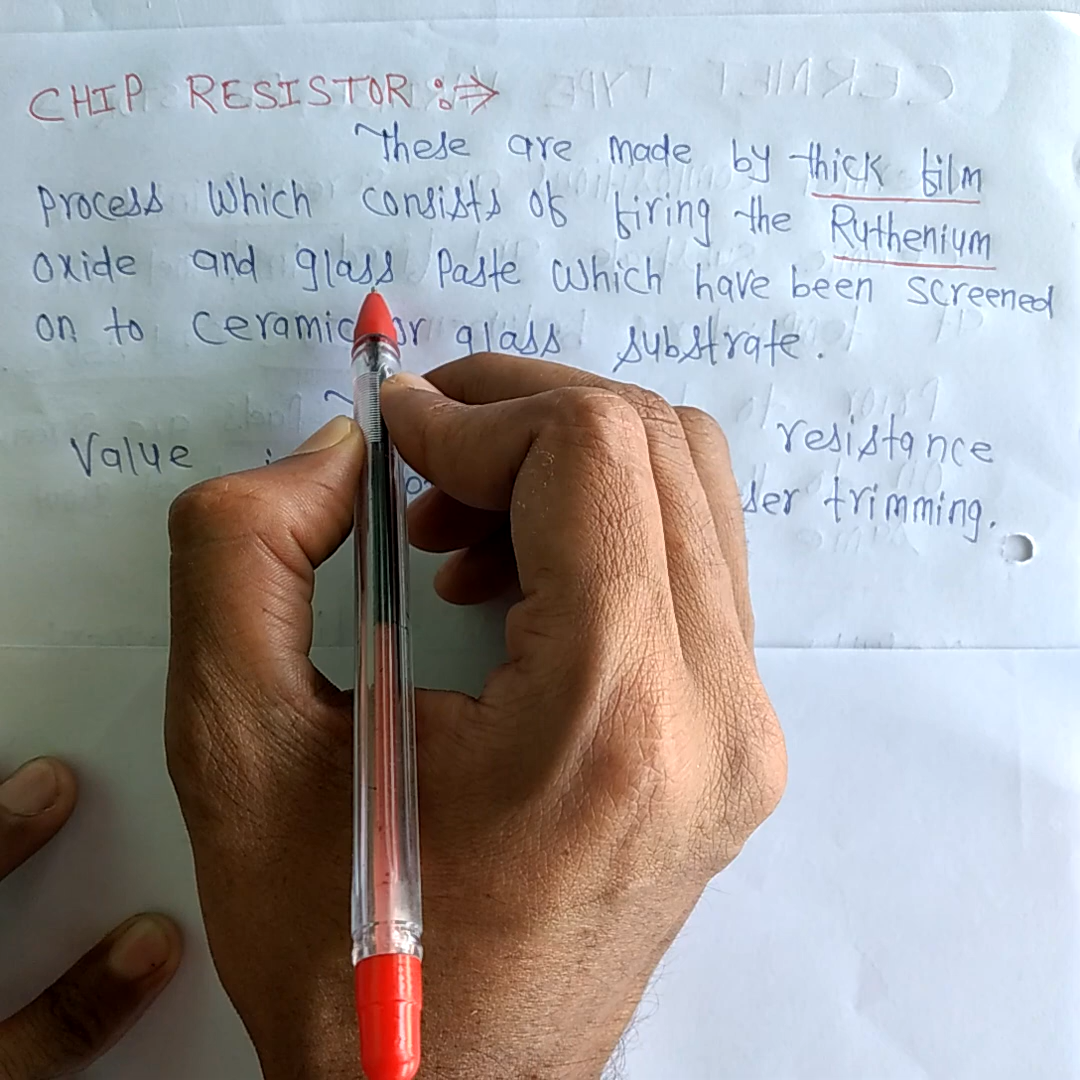 CHIP RESISTOR :⇒
These are made by thick film
process which consists of firing the Ruthenium
oxide and glass paste which have been screened
on to ceramic or glass substrate.
Value resistance
trimming.